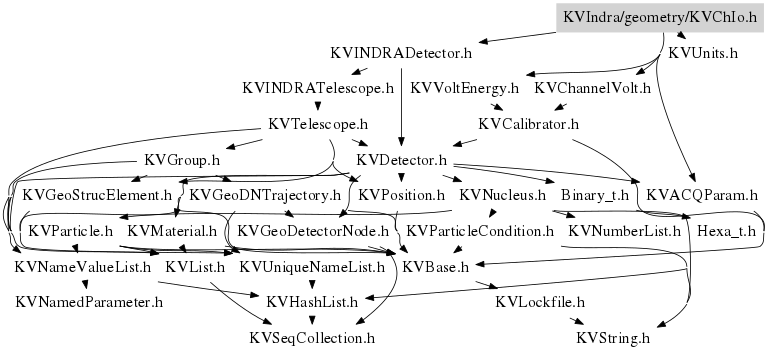 KVIndra/geometry/KVChIo.h
KVINDRADetector.h KVUnits.h
KVINDRATelescope.h KVVoltEnergy.h KVChannelVolt.h
KVTelescope.h KVCalibrator.h
KVGroup.h KVDetector.h
KVGeoStrucElement.h KVGeoDNTrajectory.h KVPosition.h KVNucleus.h Binary_t.h KVACQParam.h
KVParticle.h KVMaterial.h KVGeoDetectorNode.h KVParticleCondition.h KVNumberList.h Hexa_t.h
KVNameValueList.h KVList.h KVUniqueNameList.h KVBase.h
KVNamedParameter.h KVHashList.h KVLockfile.h
KVSeqCollection.h KVString.h